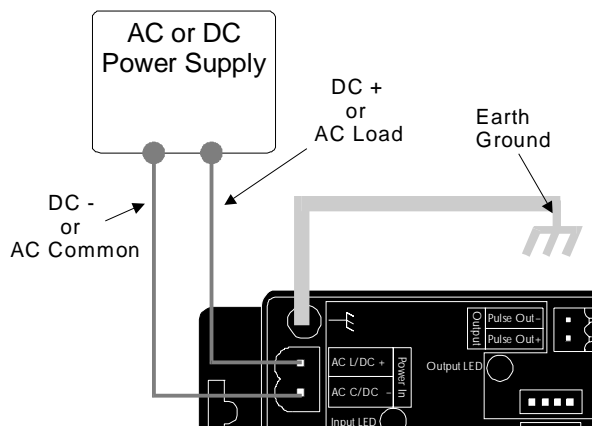 AC or DC
Power Supply
DC +
or
AC Load
Earth
Ground
DC -
or
AC Common
Output
Pulse Out-
Pulse Out+
AC L/DC +
AC C/DC -
Power In
Output LED
Input LED